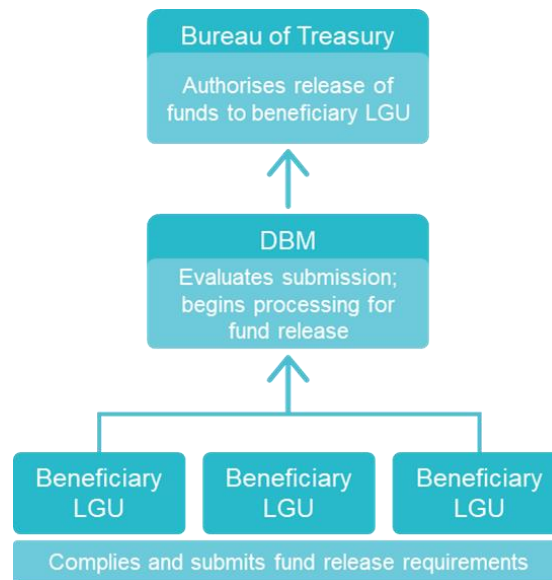 Bureau of Treasury
Authorises release of
funds to beneficiary LGU
DBM
Evaluates submission;
begins processing for
fund release
Beneficiary
LGU
Beneficiary
LGU
Beneficiary
LGU
Complies and submits fund release requirements